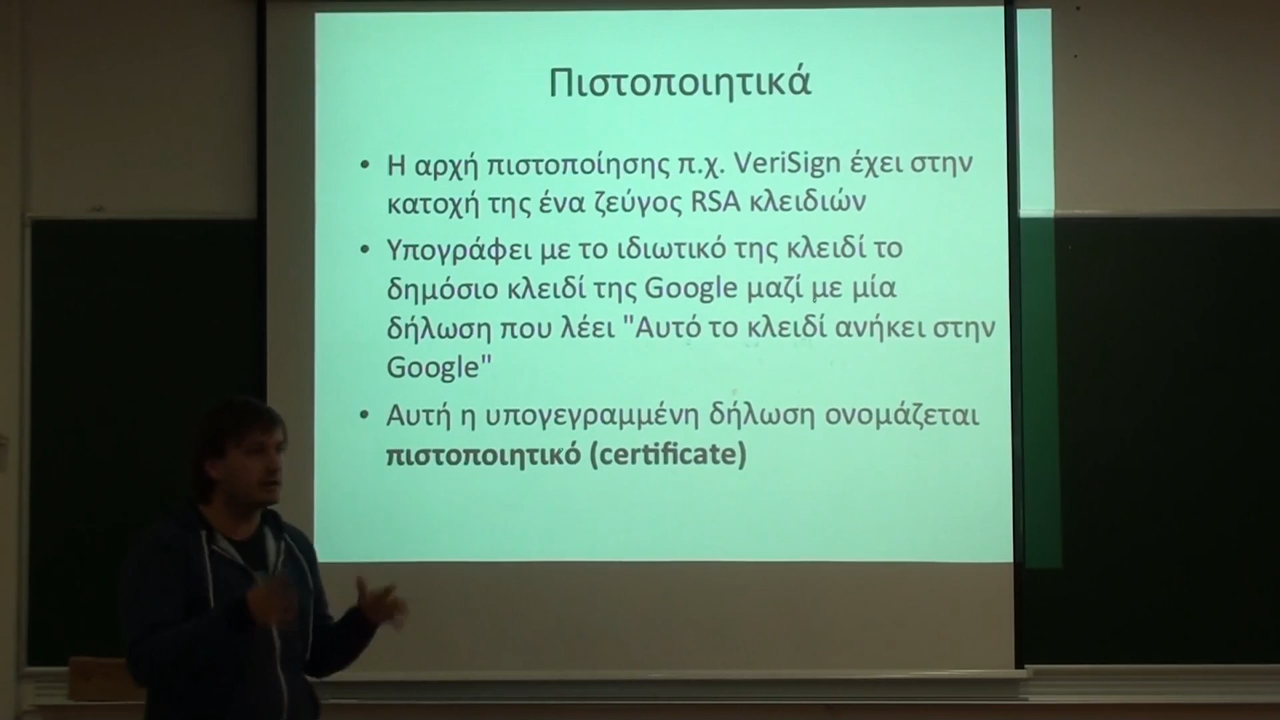 Πιστοποιητικά
• Η αρχή πιστοποίησης π.χ. VeriSign έχει στην
κατοχή της ένα ζεύγος RSA κλειδιών
• Υπογράφει με το ιδιωτικό της κλειδί το
δημόσιο κλειδί της Google μαζί με μία
δήλωση που λέει "Αυτό το κλειδί ανήκει στην
Google"
• Αυτή η υπογεγραμμένη δήλωση ονομάζεται
πιστοποιητικό (certificate)